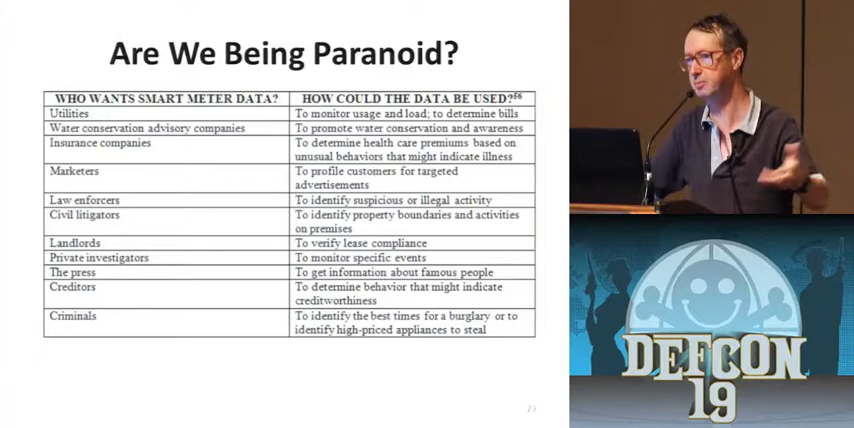 Are We Being Paranoid?
WHO WANTS SMART METER DATA? HOW COULD THE DATA BE USED?56
Utilities To monitor usage and load; to determine bills
Water conservation advisory companies To promote water conservation and awareness
Insurance companies To determine health care premiums based on
unusual behaviors that might indicate illness
Marketers To profile customers for targeted
advertisements
Law enforcers To identify suspicious or illegal activity
Civil litigators To identify property boundaries and activities
on premises
Landlords To verify lease compliance
Private investigators To monitor specific events
The press To get information about famous people
Creditors To determine behavior that might indicate
creditworthiness
Criminals To identify the best times for a burglary or to
identify high-priced appliances to steal
23
DEFCON
19